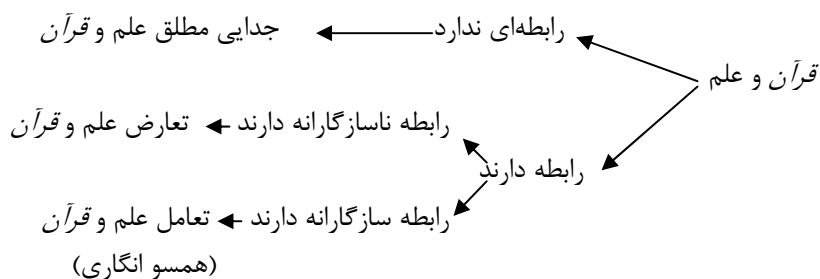 رابطه‌ای ندارد جدایی مطلق علم و قرآن
قرآن و علم
رابطه ناسازگارانه دارند تعارض علم و قرآن
رابطه دارند
رابطه سازگارانه دارند تعامل علم و قرآن
(همسو انگاری)